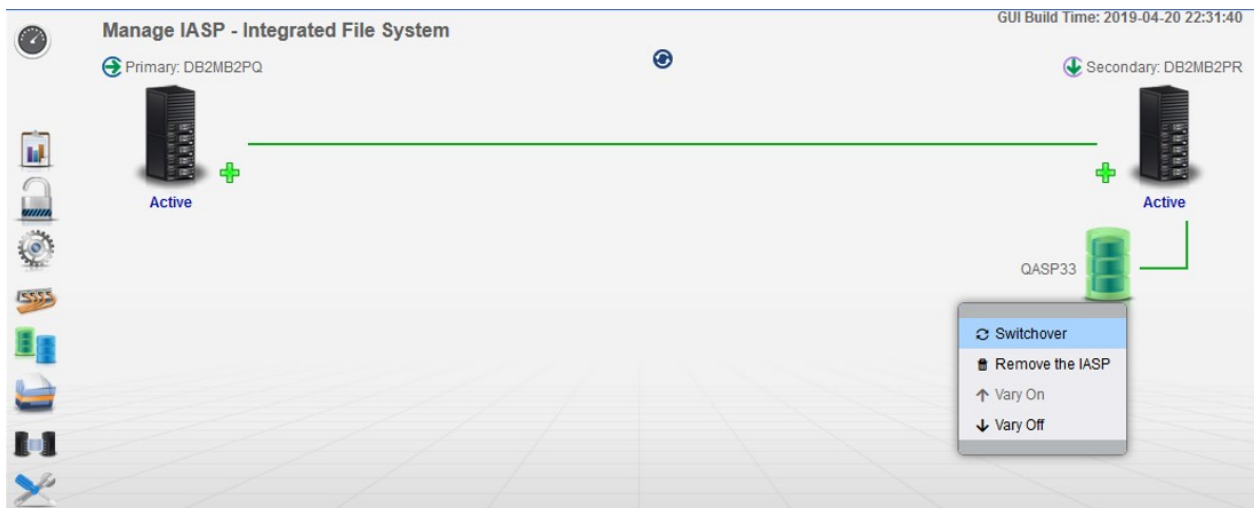 GUI Build Time: 2019-04-20 22:31:40
Manage IASP - Integrated File System
Primary: DB2MB2PQ
Secondary: DB2MB2PR
Active
Active
QASP33
Switchover
Remove the IASP
Vary On
Vary Off